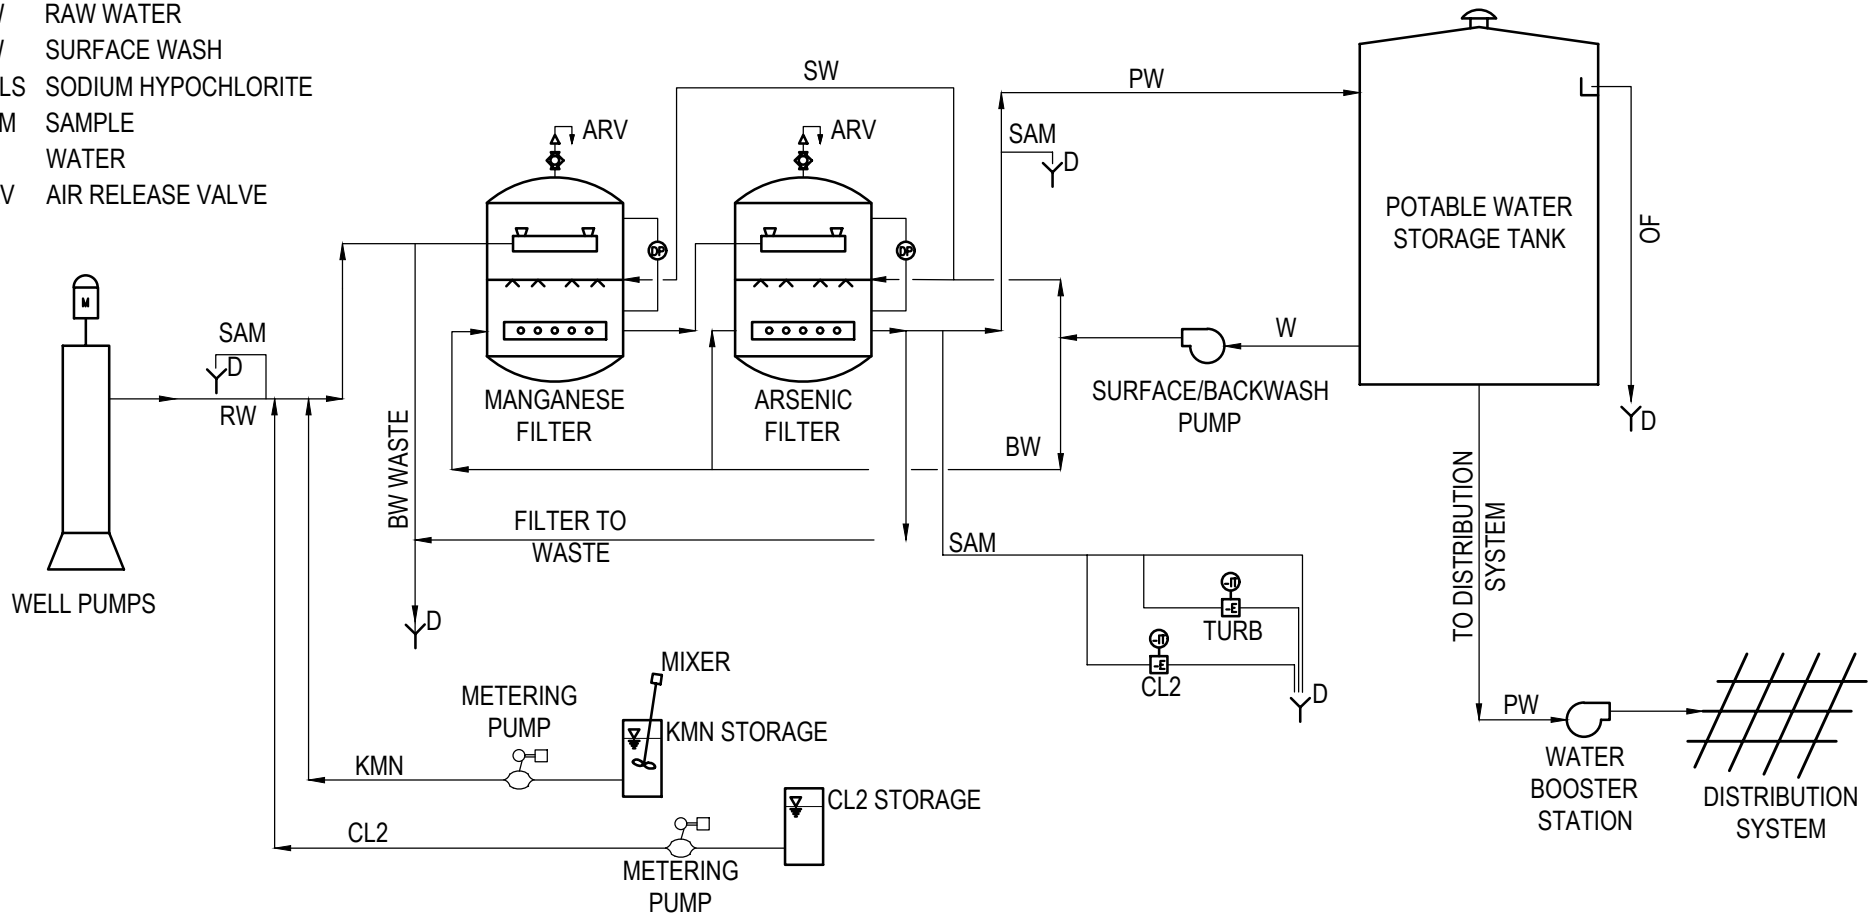 W RAW WATER
W SURFACE WASH
LS SODIUM HYPOCHLORITE
M SAMPLE
WATER
V AIR RELEASE VALVE
SW
PW
ARV
ARV
SAM
D
POTABLE WATER
STORAGE TANK
OF
DP
DP
M
SAM
D
RW
W
MANGANESE
FILTER
ARSENIC
FILTER
SURFACE/BACKWASH
PUMP
D
BW
BW WASTE
FILTER TO
WASTE
SAM
TO DISTRIBUTION
SYSTEM
WELL PUMPS
D
-IT
-E
TURB
-IT
-E
CL2
D
MIXER
METERING
PUMP
KMN STORAGE
KMN
PW
WATER
BOOSTER
STATION
DISTRIBUTION
SYSTEM
CL2 STORAGE
CL2
METERING
PUMP